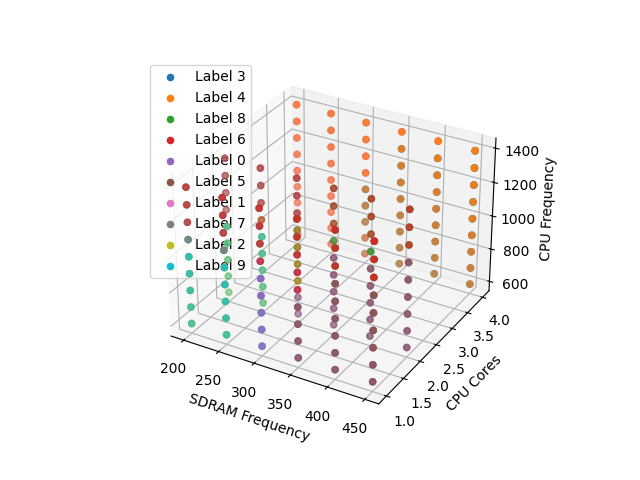 Label 3
Label 4
Label 8
Label 6
Label 0
Label 5
Label 1
Label 7
Label 2
Label 9
1400
1200
1000
800
600
CPU Frequency
4.0
3.5
3.0
2.5
2.0
1.5
1.0
CPU Cores
200
250
300
350
400
450
SDRAM Frequency